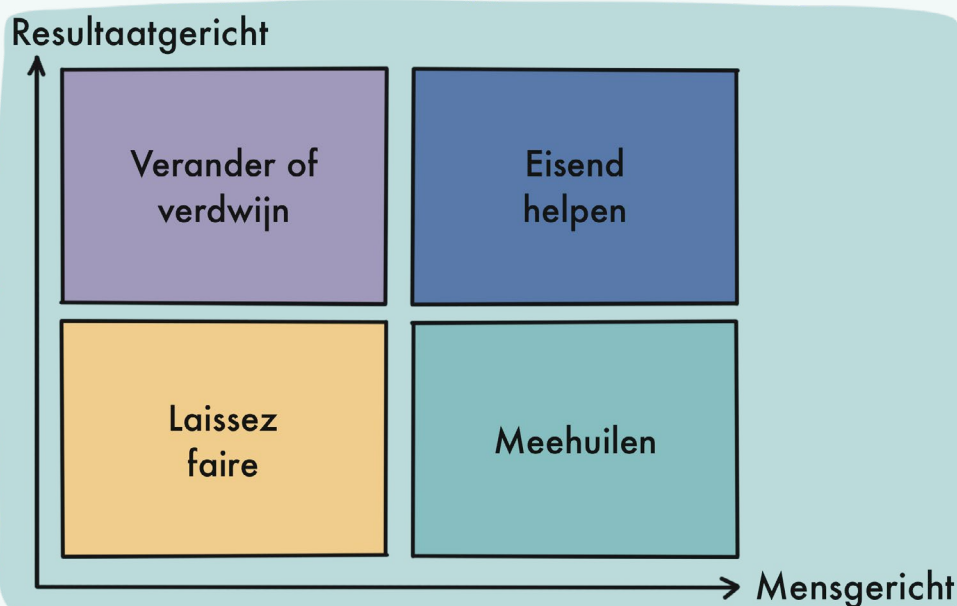 Resultaatgericht
Verander of
verdwijn
Eisend
helpen
Laissez
faire
Meehuilen
Mensgericht